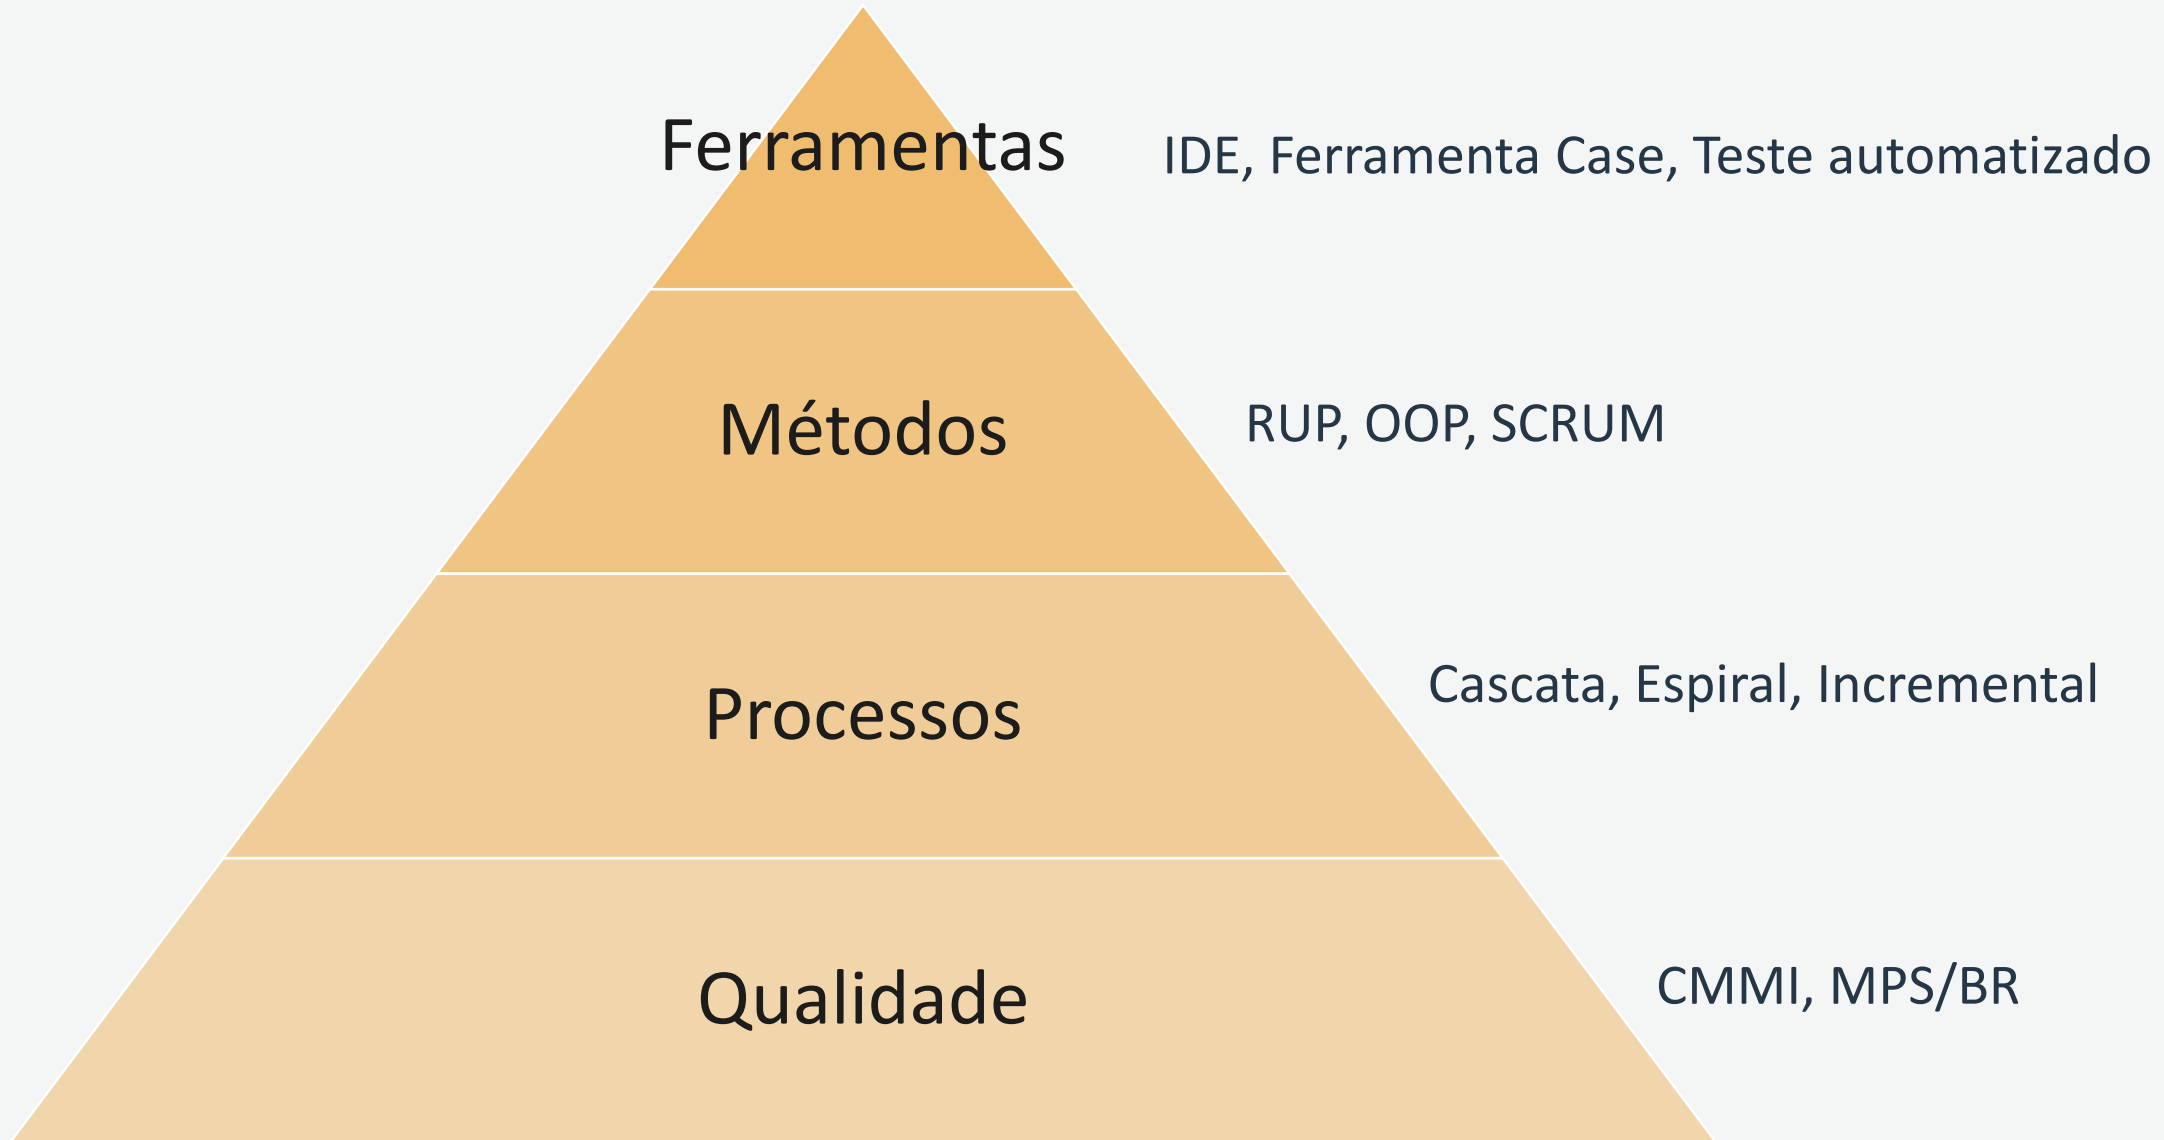 Ferramentas
IDE, Ferramenta Case, Teste automatizado
Métodos
RUP, OOP, SCRUM
Processos
Cascata, Espiral, Incremental
Qualidade
CMMI, MPS/BR